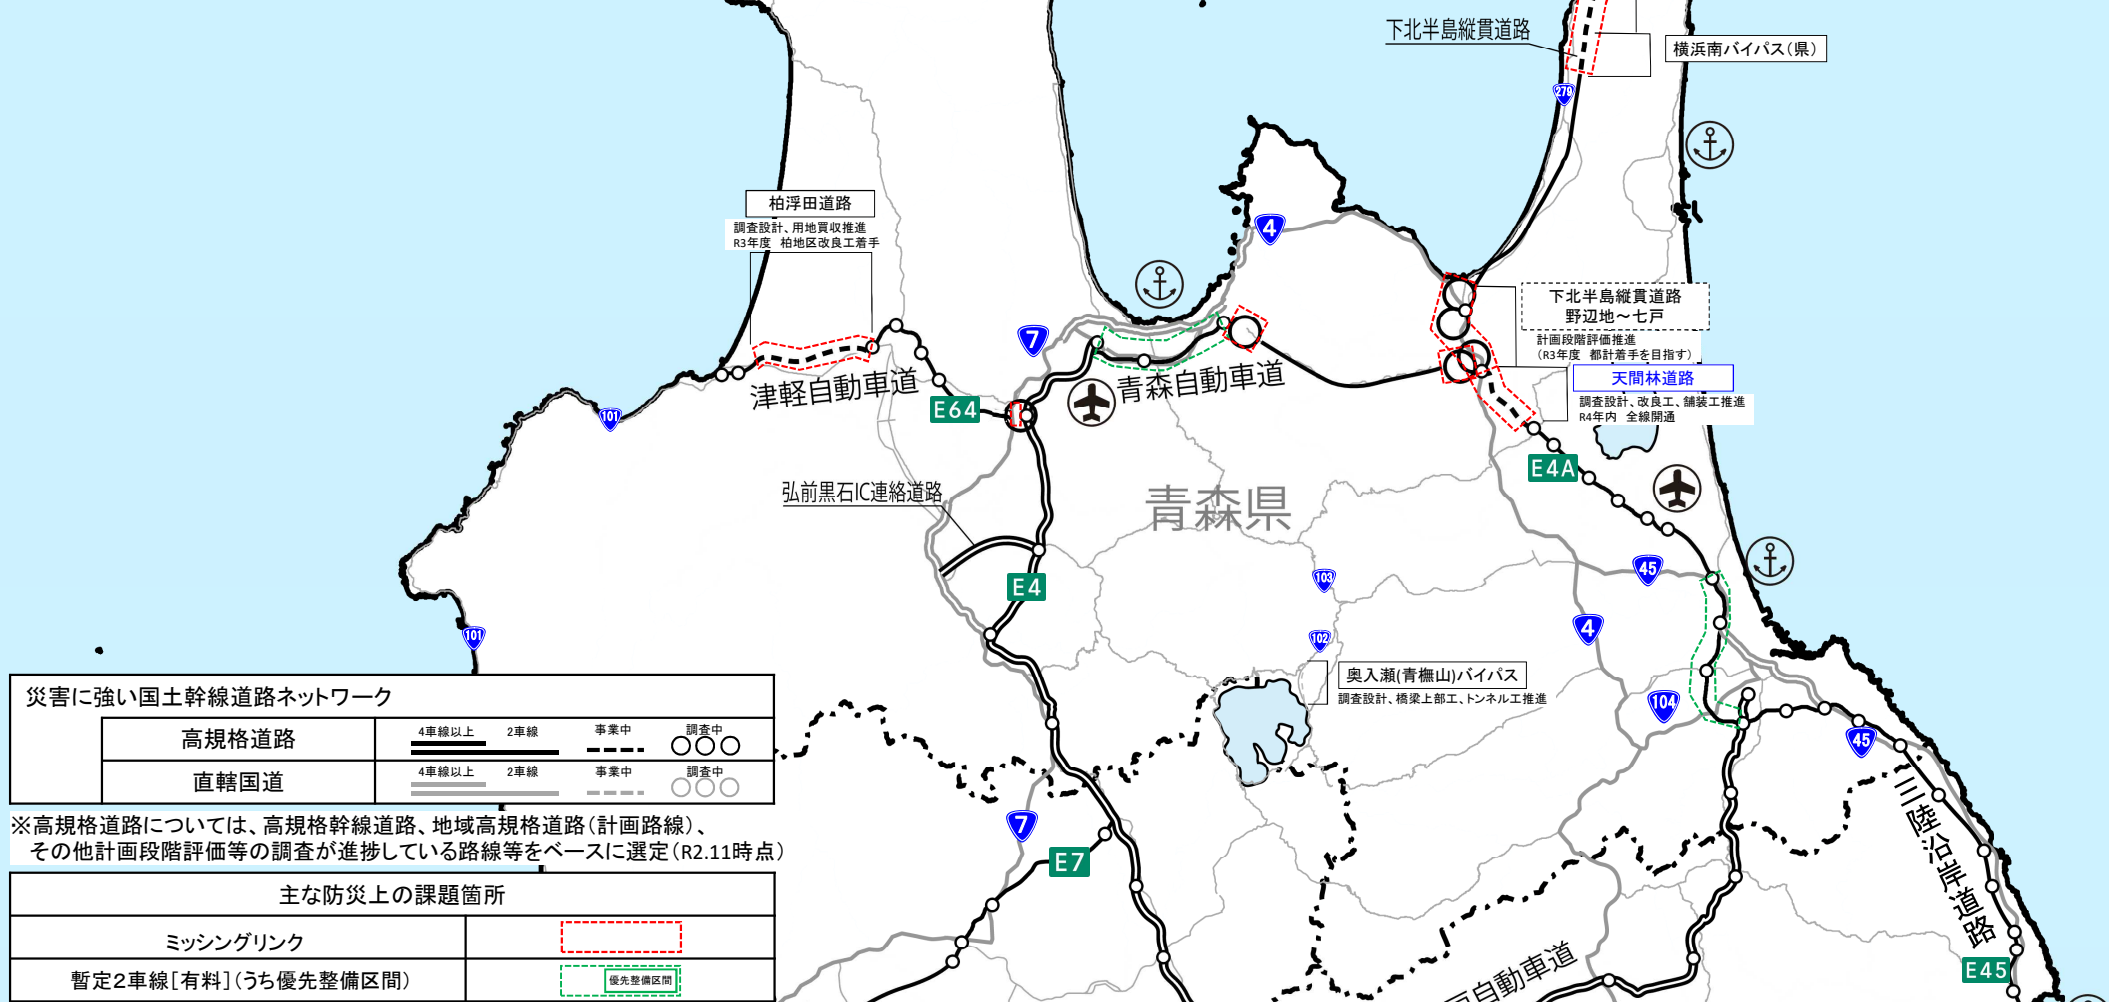 下北半島縦貫道路
横浜南バイパス(県)
279
柏浮田道路
調査設計、用地買収推進
R3年度 柏地区改良工着手
4
7
下北半島縦貫道路
野辺地～七戸
計画段階評価推進
(R3年度 都計着手を目指す)
天間林道路
調査設計、改良工、舗装工推進
R4年内 全線開通
津軽自動車道
青森自動車道
E64
101
E4A
弘前黒石IC連絡道路
青森県
E4
103
45
101
102
4
奥入瀬(青橅山)バイパス
調査設計、橋梁上部工、トンネル工推進
104
45
7
E7
三陸沿岸道路
自動車道
E45
災害に強い国土幹線道路ネットワーク
高規格道路
4車線以上 2車線 事業中 調査中
直轄国道
4車線以上 2車線 事業中 調査中
※高規格道路については、高規格幹線道路、地域高規格道路(計画路線)、
その他計画段階評価等の調査が進捗している路線等をベースに選定(R2.11時点)
主な防災上の課題箇所
ミッシングリンク
暫定2車線[有料](うち優先整備区間)
優先整備区間